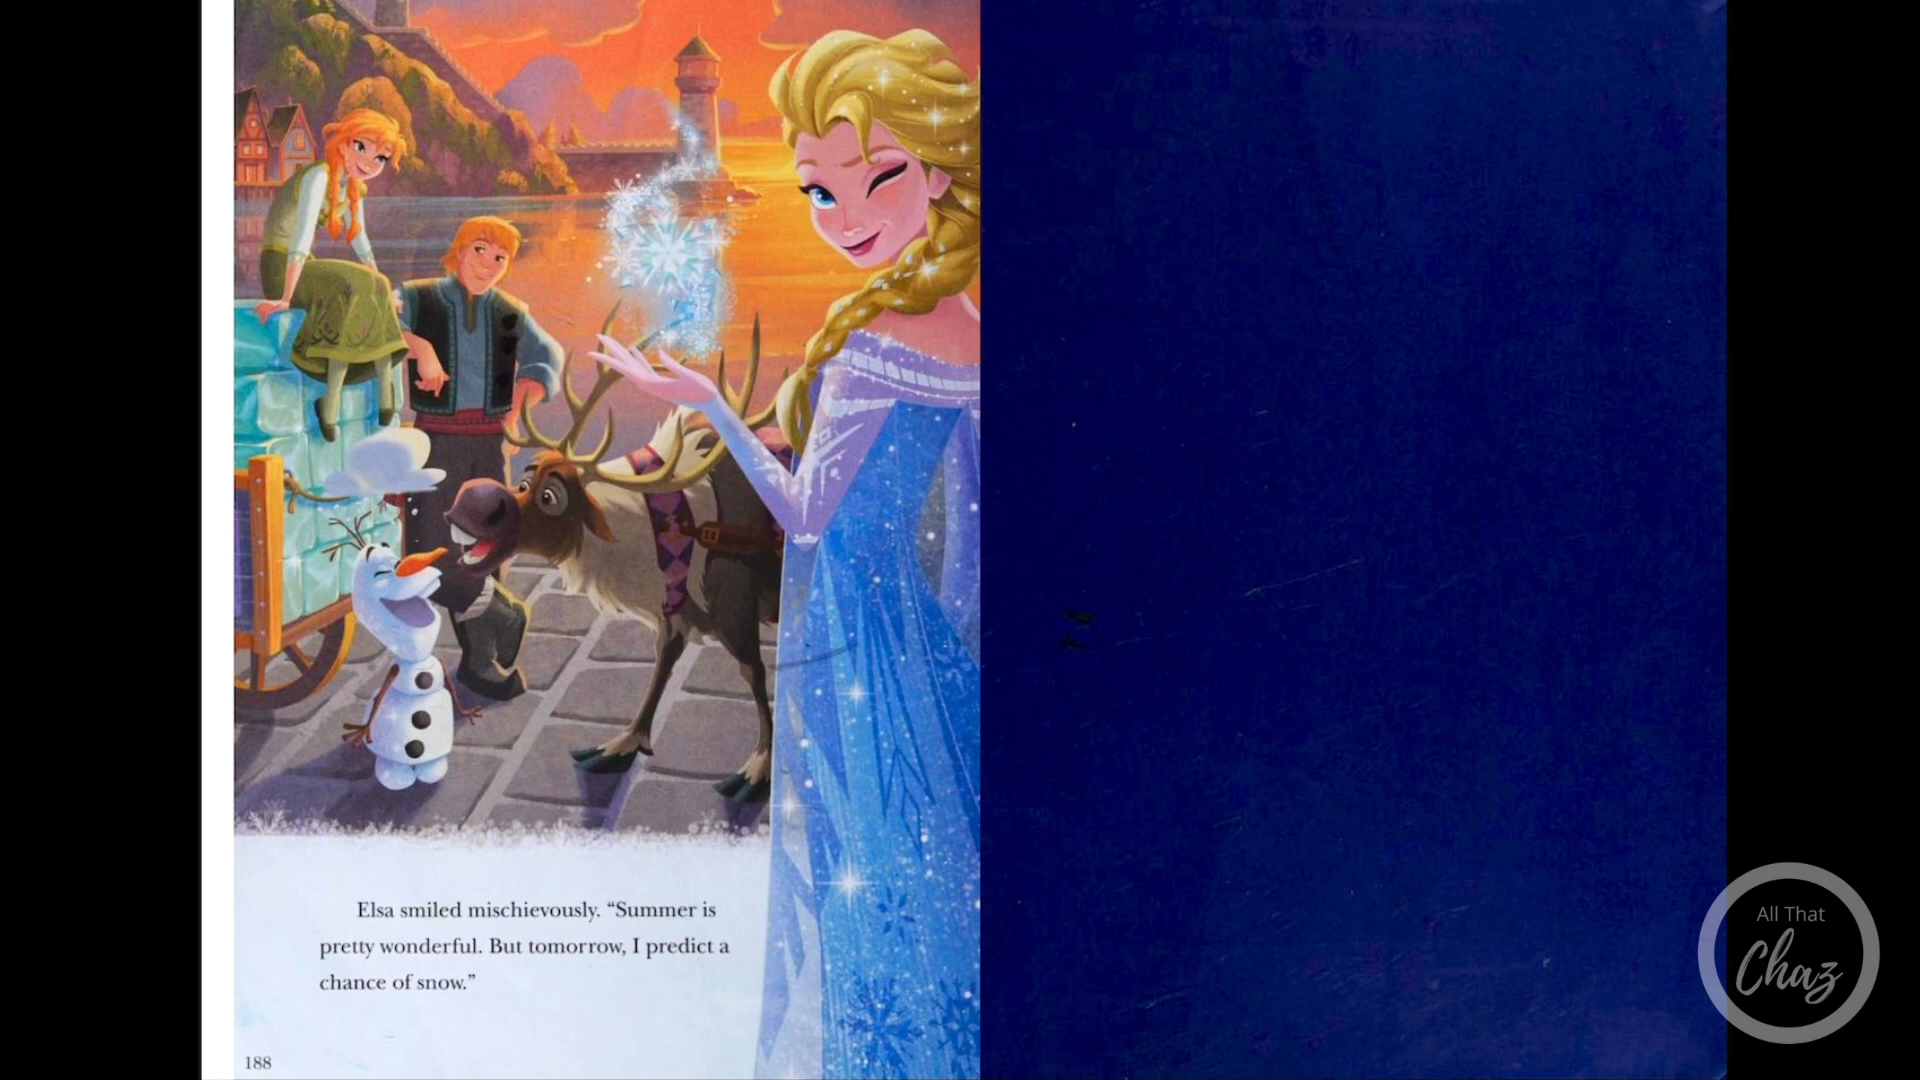 Elsa smiled mischievously. “Summer is
pretty wonderful. But tomorrow, I predict a
chance of snow.”
188
All That
Chaz